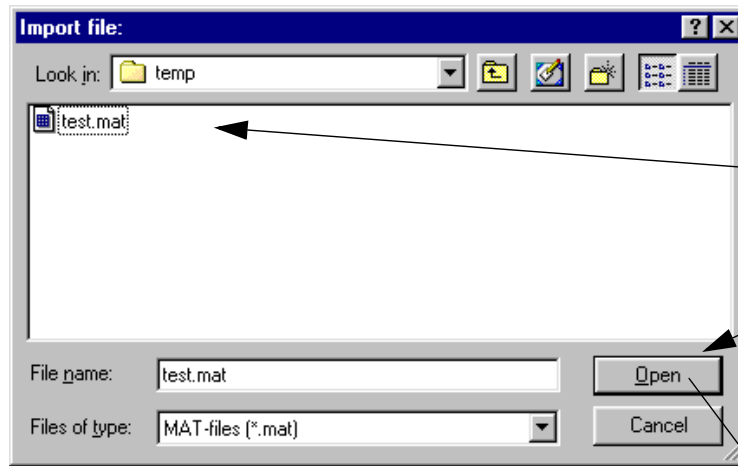 Import file:
Look in: temp
test.mat
File name: test.mat
Open
Files of type: MAT-files (*.mat)
Cancel